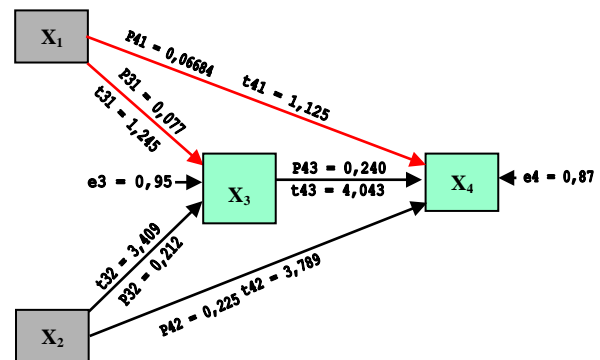 X1
P41 = 0,06684
t41 = 1,125
P31 = 0,077
t31 = 1,245
e3 = 0,95
X3
P43 = 0,240
t43 = 4,043
X4
e4 = 0,87
t32 = 3,409
P32 = 0,212
P42 = 0,225 t42 = 3,789
X2